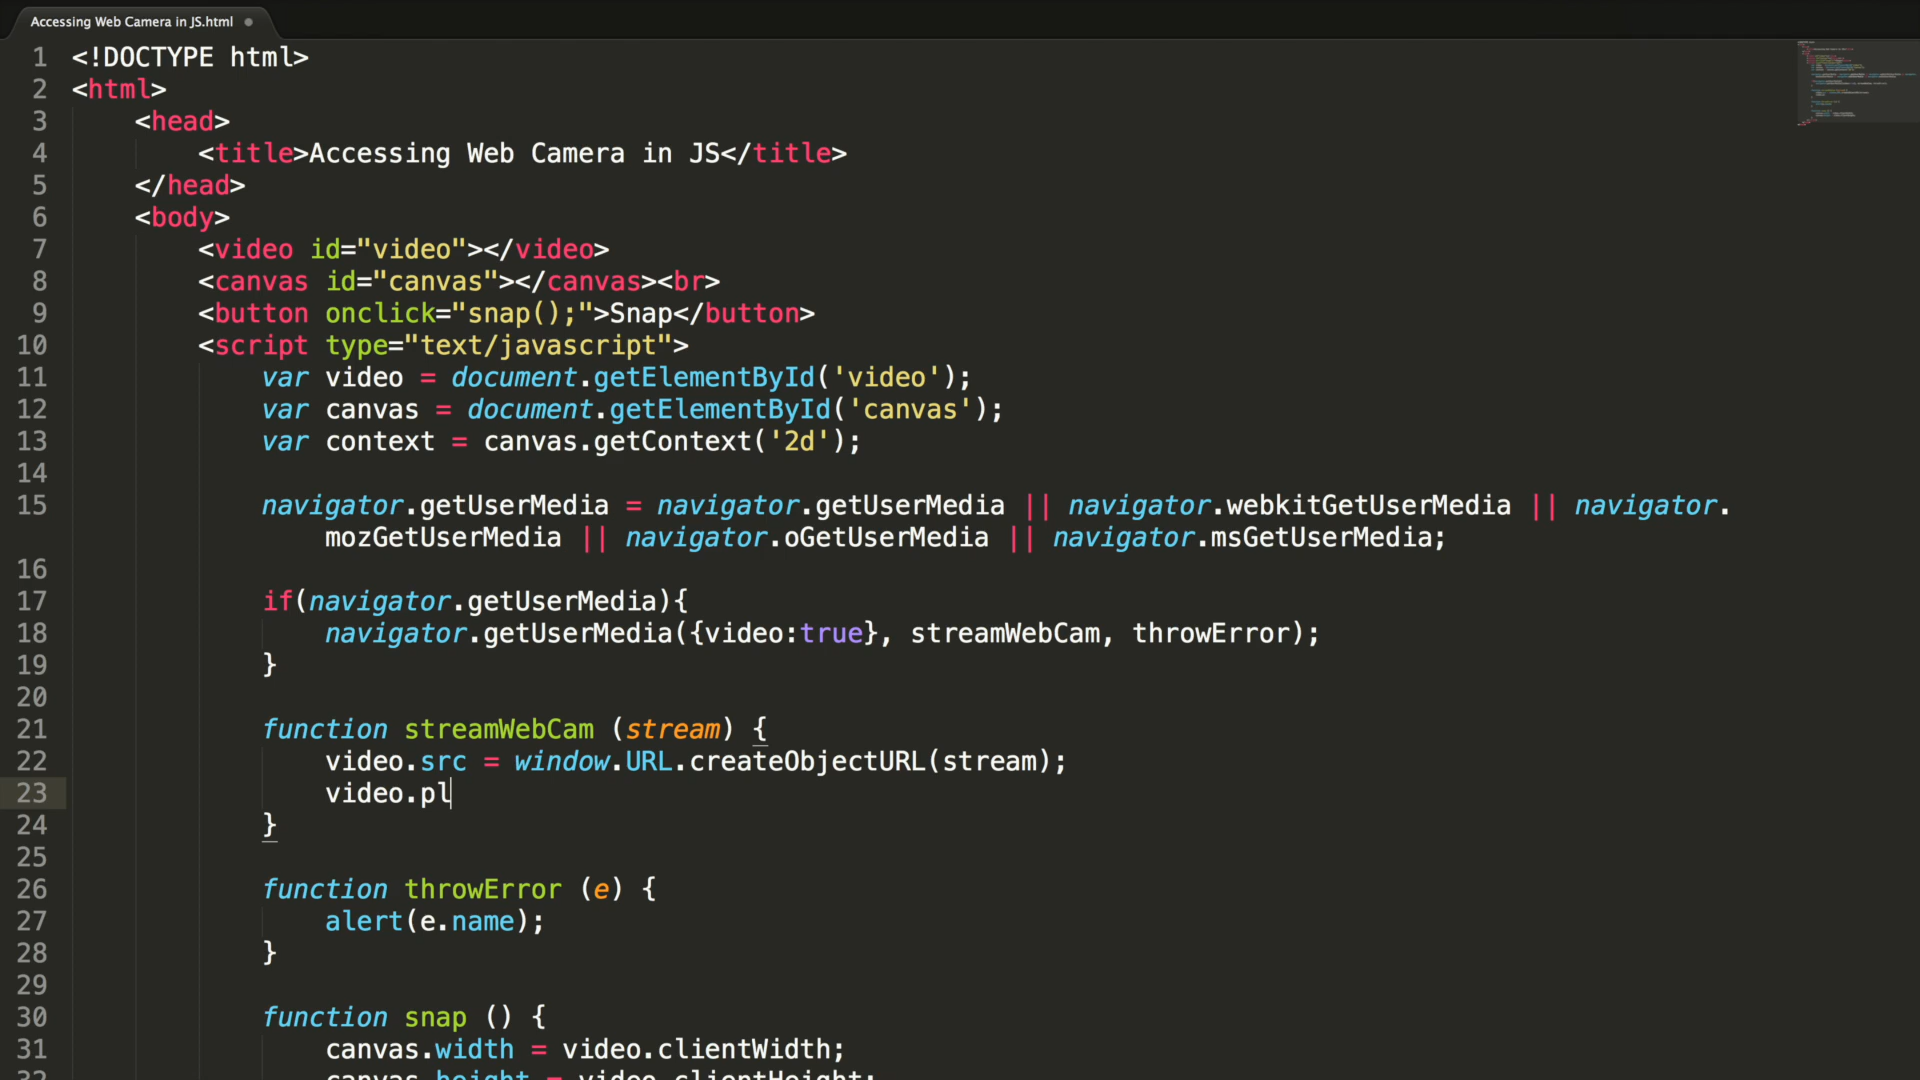 Accessing Web Camera in JS.html
1 <!DOCTYPE html>
2 <html>
3 <head>
4 <title>Accessing Web Camera in JS</title>
5 </head>
6 <body>
7 <video id="video"></video>
8 <canvas id="canvas"></canvas><br>
9 <button onclick="snap();">Snap</button>
10 <script type="text/javascript">
11 var video = document.getElementById('video');
12 var canvas = document.getElementById('canvas');
13 var context = canvas.getContext('2d');
14
15 navigator.getUserMedia = navigator.getUserMedia || navigator.webkitGetUserMedia || navigator.
mozGetUserMedia || navigator.oGetUserMedia || navigator.msGetUserMedia;
16
17 if(navigator.getUserMedia){
18 navigator.getUserMedia({video:true}, streamWebCam, throwError);
19 }
20
21 function streamWebCam (stream) {
22 video.src = window.URL.createObjectURL(stream);
23 video.pl
24 }
25
26 function throwError (e) {
27 alert(e.name);
28 }
29
30 function snap () {
31 canvas.width = video.clientWidth;
32 canvas.height = video.clientHeight;